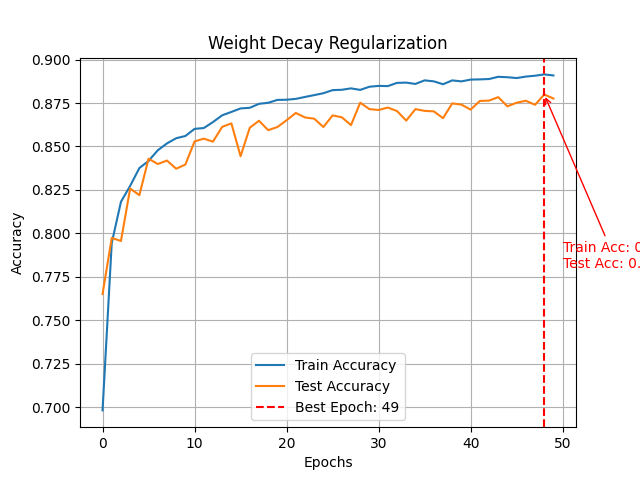 Weight Decay Regularization
0.900
0.875
0.850
0.825
0.800
0.775
0.750
0.725
0.700
Accuracy
Train Acc: 0
Test Acc: 0.
Train Accuracy
Test Accuracy
Best Epoch: 49
0 10 20 30 40 50
Epochs